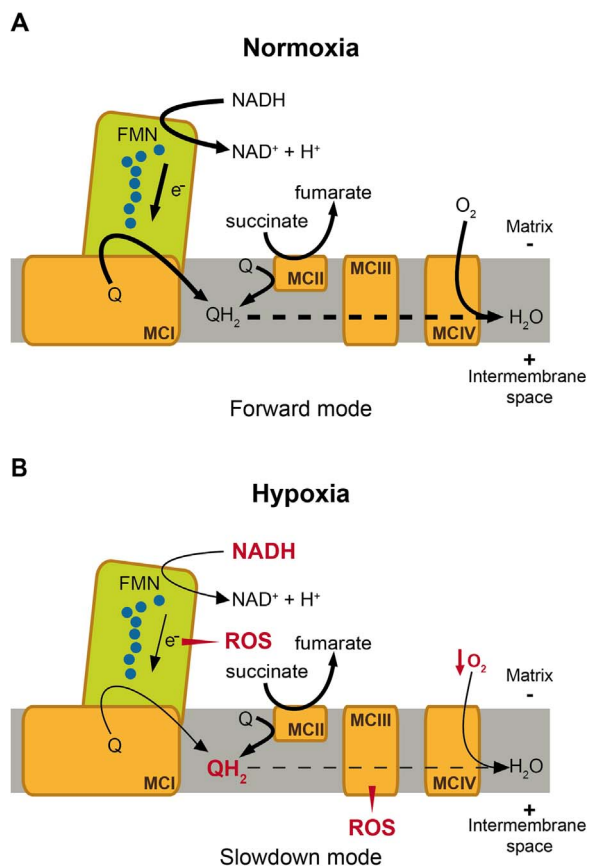 A
Normoxia
NADH
FMN
NAD⁺ + H⁺
e⁻
fumarate
succinate
O₂
Matrix
-
Q
MCII
MCIII
Q
QH₂
H₂O
MCI
MCIV
+
Intermembrane
space
Forward mode
B
Hypoxia
NADH
FMN
NAD⁺ + H⁺
e⁻
ROS
fumarate
succinate
O₂
Matrix
-
Q
MCII
MCIII
Q
QH₂
H₂O
MCI
MCIV
+
ROS
Intermembrane
space
Slowdown mode